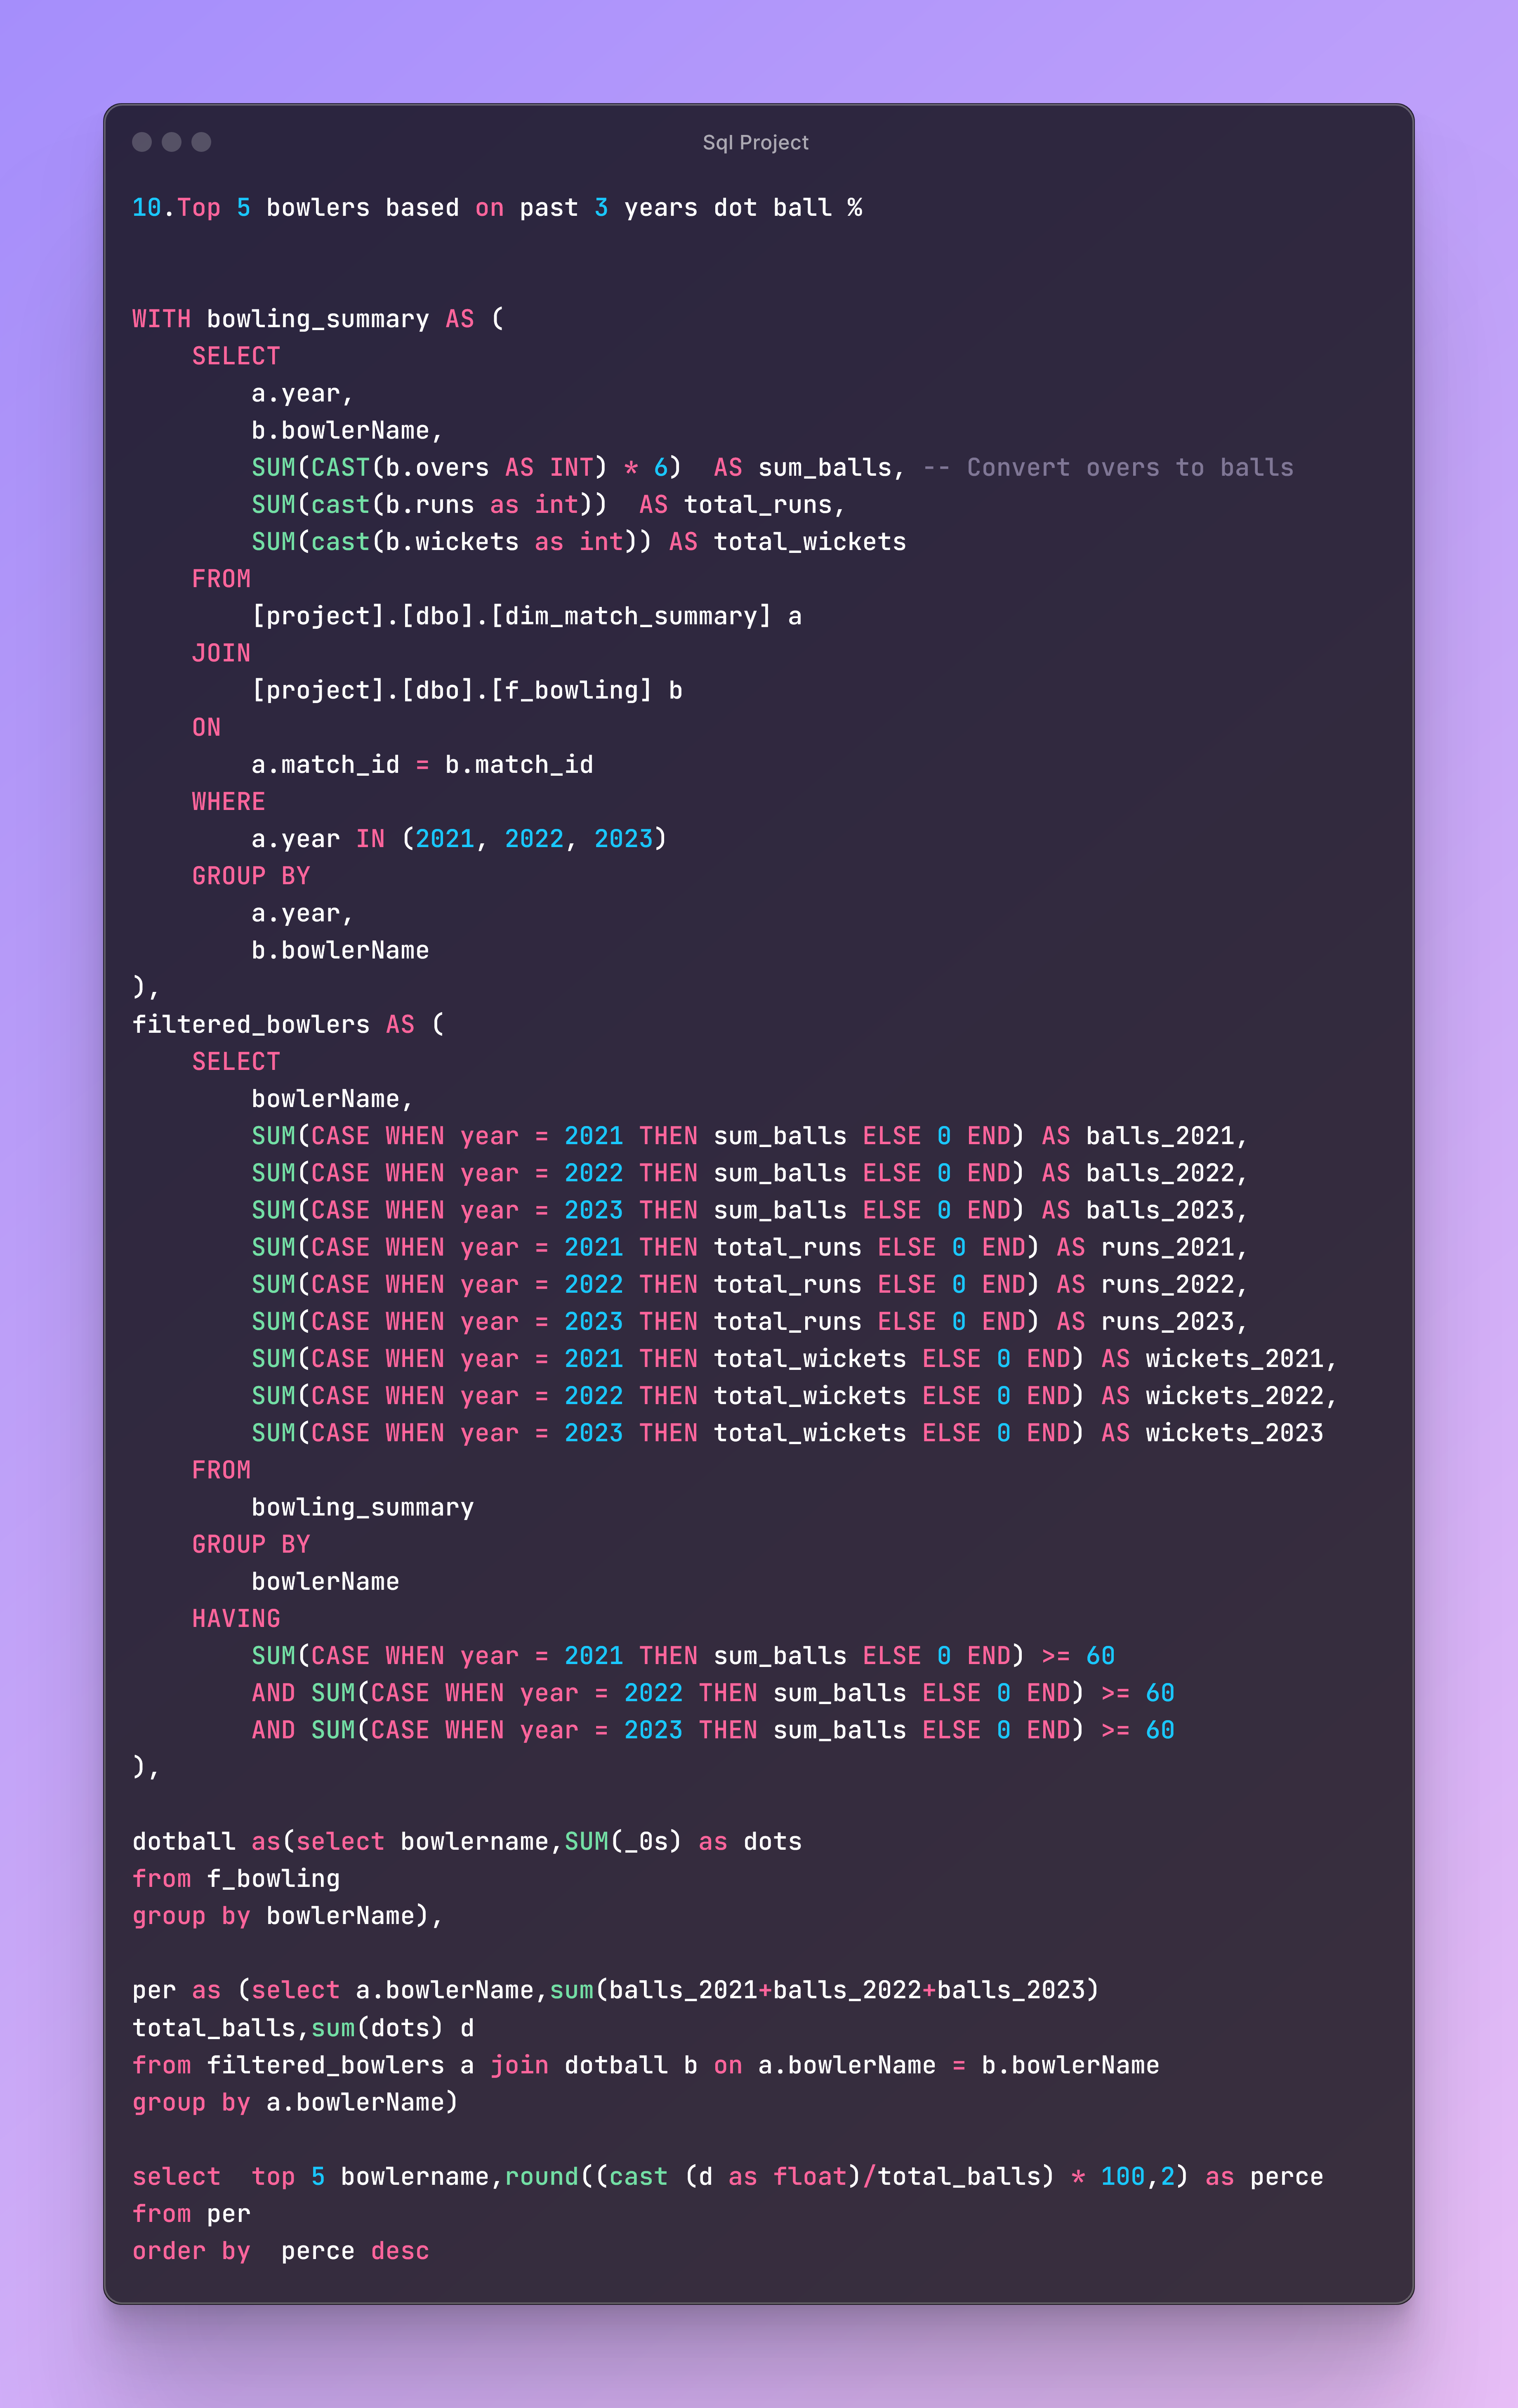 Sql Project
10.Top 5 bowlers based on past 3 years dot ball %
WITH bowling_summary AS (
    SELECT
        a.year,
        b.bowlerName,
        SUM(CAST(b.overs AS INT) * 6)  AS sum_balls, -- Convert overs to balls
        SUM(cast(b.runs as int))  AS total_runs,
        SUM(cast(b.wickets as int)) AS total_wickets
    FROM
        [project].[dbo].[dim_match_summary] a
    JOIN
        [project].[dbo].[f_bowling] b
    ON
        a.match_id = b.match_id
    WHERE
        a.year IN (2021, 2022, 2023)
    GROUP BY
        a.year,
        b.bowlerName
),
filtered_bowlers AS (
    SELECT
        bowlerName,
        SUM(CASE WHEN year = 2021 THEN sum_balls ELSE 0 END) AS balls_2021,
        SUM(CASE WHEN year = 2022 THEN sum_balls ELSE 0 END) AS balls_2022,
        SUM(CASE WHEN year = 2023 THEN sum_balls ELSE 0 END) AS balls_2023,
        SUM(CASE WHEN year = 2021 THEN total_runs ELSE 0 END) AS runs_2021,
        SUM(CASE WHEN year = 2022 THEN total_runs ELSE 0 END) AS runs_2022,
        SUM(CASE WHEN year = 2023 THEN total_runs ELSE 0 END) AS runs_2023,
        SUM(CASE WHEN year = 2021 THEN total_wickets ELSE 0 END) AS wickets_2021,
        SUM(CASE WHEN year = 2022 THEN total_wickets ELSE 0 END) AS wickets_2022,
        SUM(CASE WHEN year = 2023 THEN total_wickets ELSE 0 END) AS wickets_2023
    FROM
        bowling_summary
    GROUP BY
        bowlerName
    HAVING
        SUM(CASE WHEN year = 2021 THEN sum_balls ELSE 0 END) >= 60
        AND SUM(CASE WHEN year = 2022 THEN sum_balls ELSE 0 END) >= 60
        AND SUM(CASE WHEN year = 2023 THEN sum_balls ELSE 0 END) >= 60
),
dotball as(select bowlername,SUM(_0s) as dots
from f_bowling
group by bowlerName),
per as (select a.bowlerName,sum(balls_2021+balls_2022+balls_2023)
total_balls,sum(dots) d
from filtered_bowlers a join dotball b on a.bowlerName = b.bowlerName
group by a.bowlerName)
select  top 5 bowlername,round((cast (d as float)/total_balls) * 100,2) as perce
from per
order by  perce desc